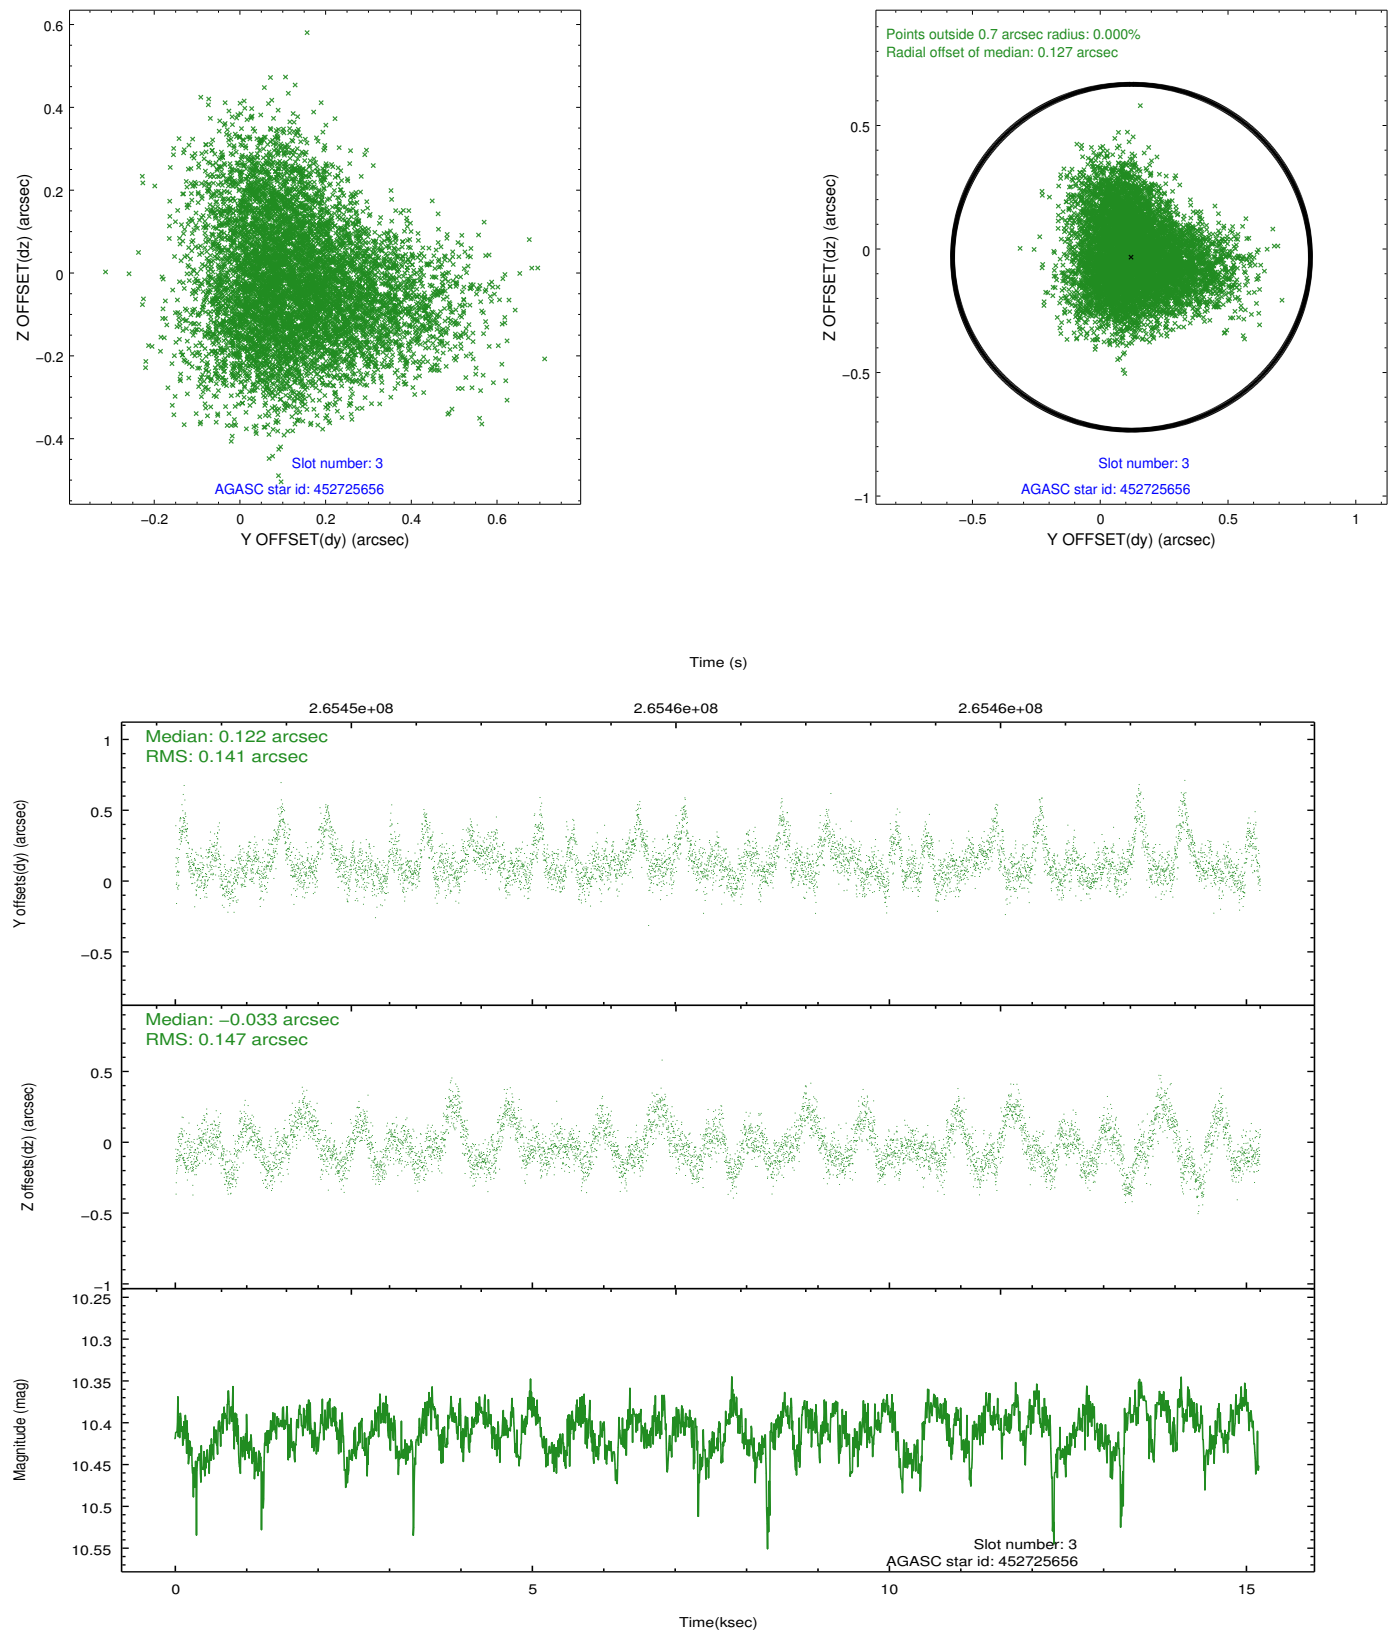 0.6
0.4
0.2
0
−0.2
−0.4
Z OFFSET(dz) (arcsec)
Slot number: 3
AGASC star id: 452725656
−0.2 0 0.2 0.4 0.6
Y OFFSET(dy) (arcsec)
Points outside 0.7 arcsec radius: 0.000%
Radial offset of median: 0.127 arcsec
0.5
0
−0.5
−1
Z OFFSET(dz) (arcsec)
Slot number: 3
AGASC star id: 452725656
−0.5 0 0.5 1
Y OFFSET(dy) (arcsec)
Time (s)
2.6545e+08 2.6546e+08 2.6546e+08
Median: 0.122 arcsec
RMS: 0.141 arcsec
1
0.5
0
−0.5
Y offsets(dy) (arcsec)
Median: −0.033 arcsec
RMS: 0.147 arcsec
0.5
0
−0.5
−1
Z offsets(dz) (arcsec)
10.25
10.3
10.35
10.4
10.45
10.5
10.55
Magnitude (mag)
Slot number: 3
AGASC star id: 452725656
0 5 10 15
Time(ksec)